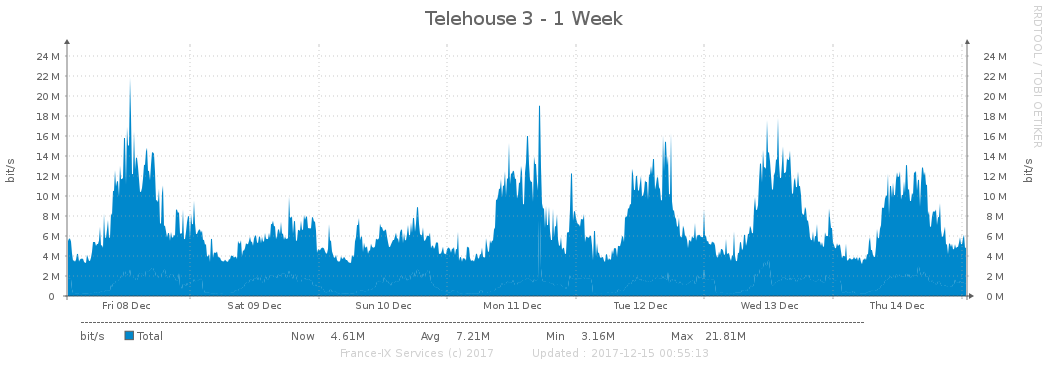 Telehouse 3 - 1 Week
RRDTOOL / TOBI OETIKER
24 M 24 M
22 M 22 M
20 M 20 M
18 M 18 M
16 M 16 M
14 M 14 M
12 M 12 M
10 M 10 M
8 M 8 M
6 M 6 M
4 M 4 M
2 M 2 M
0 0 M
bit/s
bit/s
Fri 08 Dec Sat 09 Dec Sun 10 Dec Mon 11 Dec Tue 12 Dec Wed 13 Dec Thu 14 Dec
bit/s Total Now 4.61M Avg 7.21M Min 3.16M Max 21.81M
France-IX Services (c) 2017 Updated : 2017-12-15 00:55:13